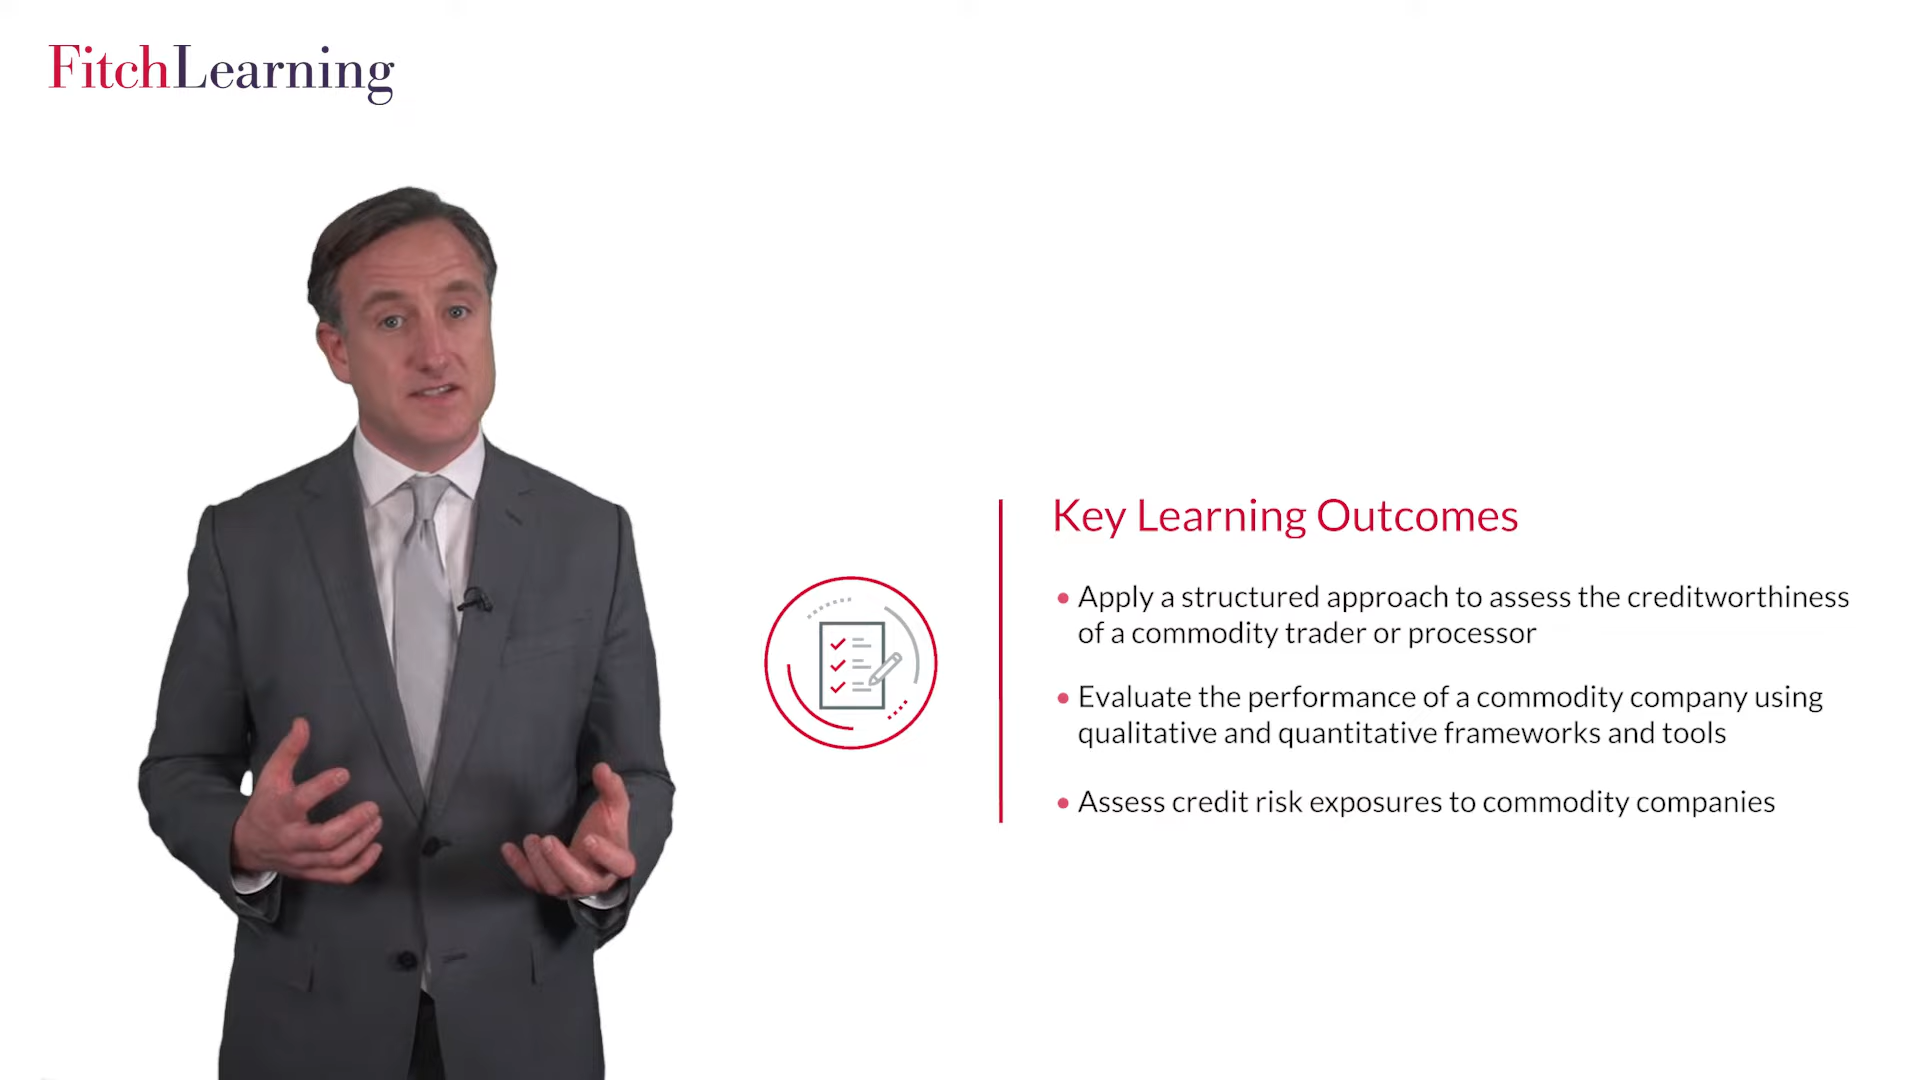 FitchLearning
Key Learning Outcomes
• Apply a structured approach to assess the creditworthiness
of a commodity trader or processor
• Evaluate the performance of a commodity company using
qualitative and quantitative frameworks and tools
• Assess credit risk exposures to commodity companies